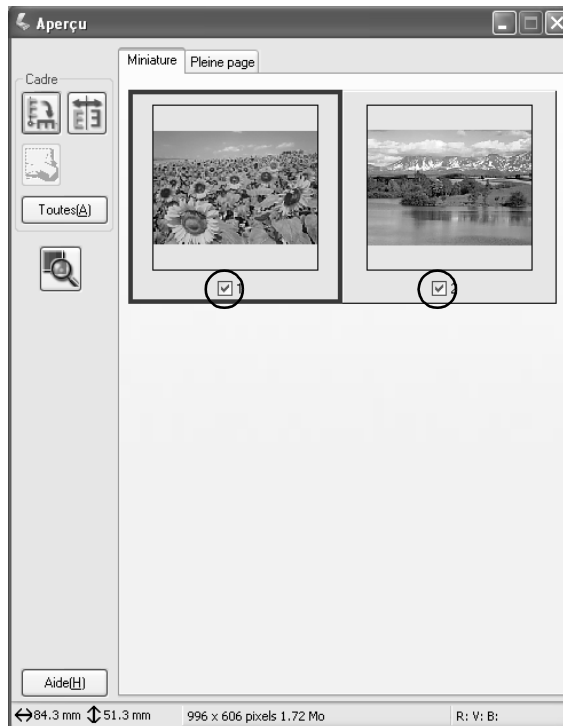 Aperçu
Miniature Pleine page
Cadre
Toutes(A)
1 2
Aide(H)
84.3 mm 51.3 mm 996 x 606 pixels 1.72 Mo R: V: B: